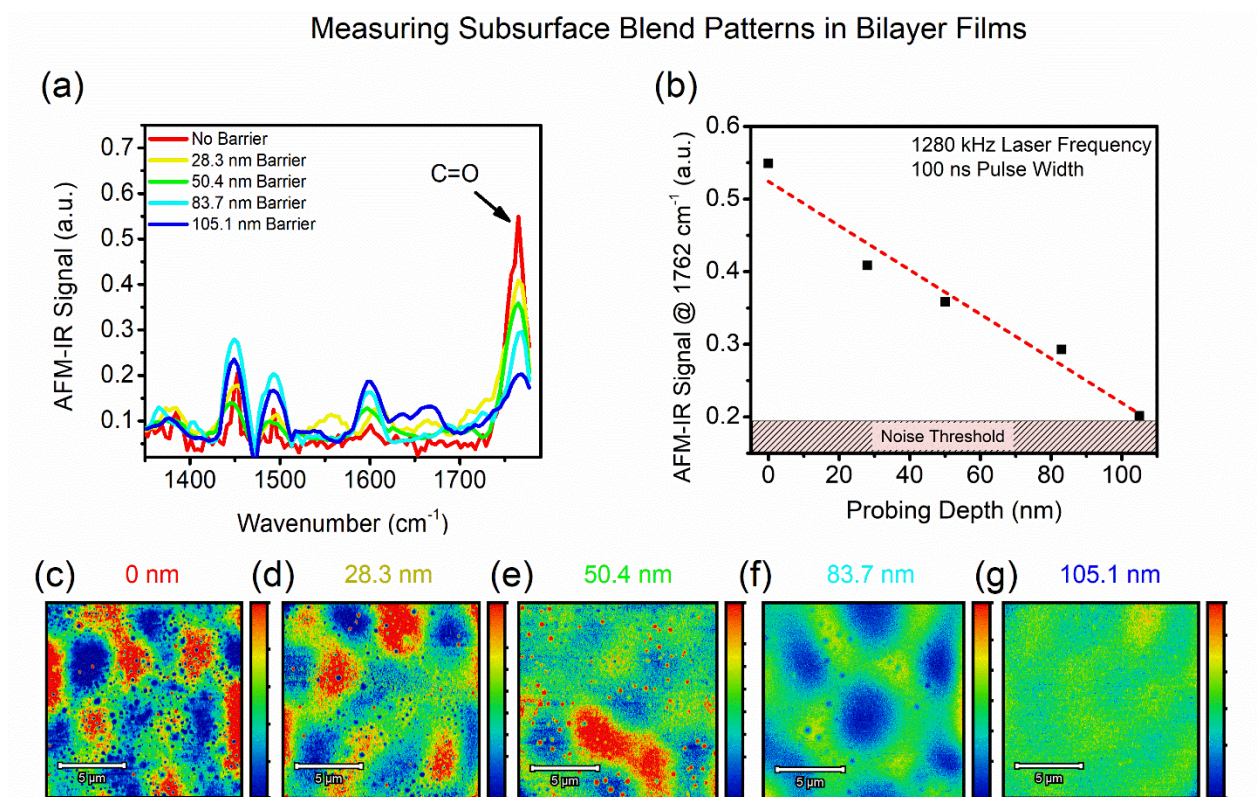 Measuring Subsurface Blend Patterns in Bilayer Films
(a)
AFM-IR Signal (a.u.)
0.7
0.6
0.5
0.4
0.3
0.2
0.1
No Barrier
28.3 nm Barrier
50.4 nm Barrier
83.7 nm Barrier
105.1 nm Barrier
C=O
1400
1500
1600
1700
Wavenumber (cm⁻¹)
(b)
AFM-IR Signal @ 1762 cm⁻¹ (a.u.)
0.6
0.5
0.4
0.3
0.2
1280 kHz Laser Frequency
100 ns Pulse Width
Noise Threshold
0
20
40
60
80
100
Probing Depth (nm)
(c)
0 nm
5 µm
(d)
28.3 nm
5 µm
(e)
50.4 nm
5 µm
(f)
83.7 nm
5 µm
(g)
105.1 nm
5 µm